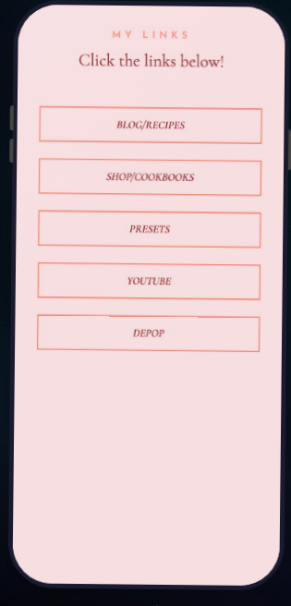 MY LINKS
Click the links below!
BLOG/RECIPES
SHOP/COOKBOOKS
PRESETS
YOUTUBE
DEPOP